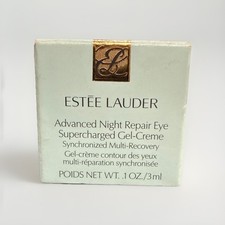 ESTĒE LAUDER
Advanced Night Repair Eye
Supercharged Gel-Creme
Synchronized Multi-Recovery
Gel-crème contour des yeux
multi-réparation synchronisée
POIDS NET WT. .1 OZ./3ml